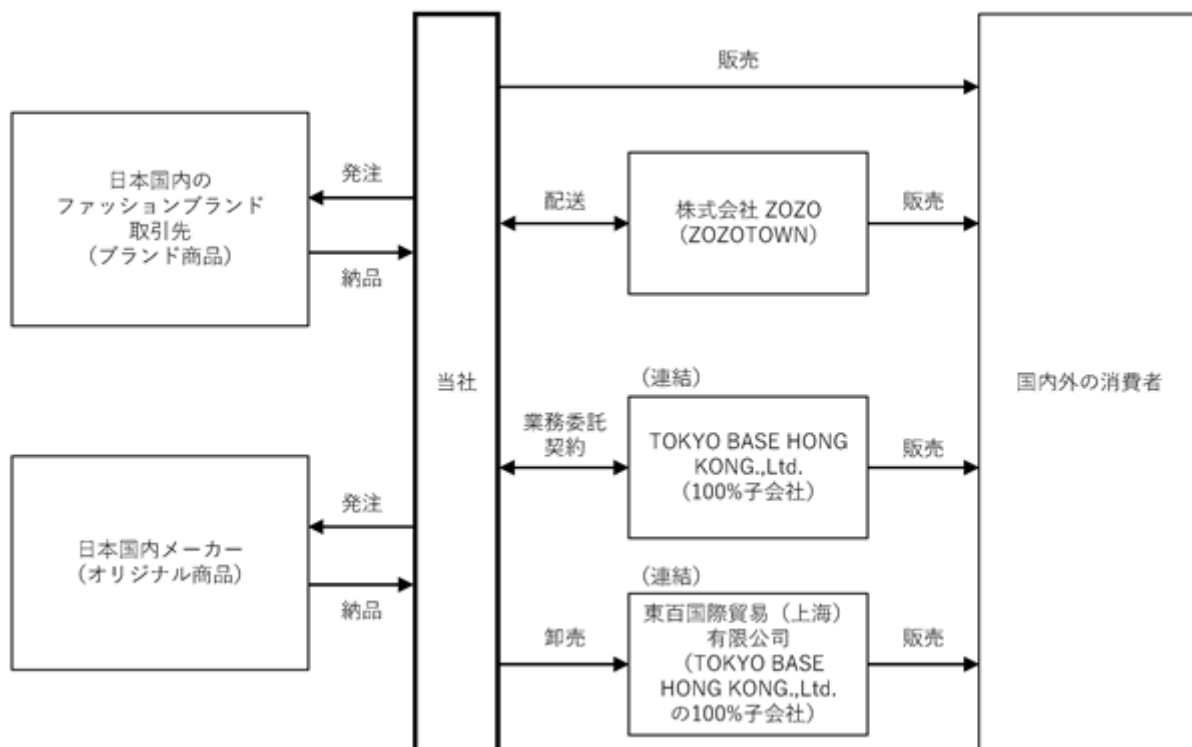 日本国内の
ファッションブランド
取引先
（ブランド商品）
発注
納品
日本国内メーカー
（オリジナル商品）
発注
納品
当社
販売
配送
株式会社 ZOZO
（ZOZOTOWN）
販売
業務委託
契約
（連結）
TOKYO BASE HONG
KONG.,Ltd.
（100%子会社）
販売
卸売
（連結）
東百国際貿易（上海）
有限公司
（TOKYO BASE
HONG KONG.,Ltd.
の100%子会社）
販売
国内外の消費者